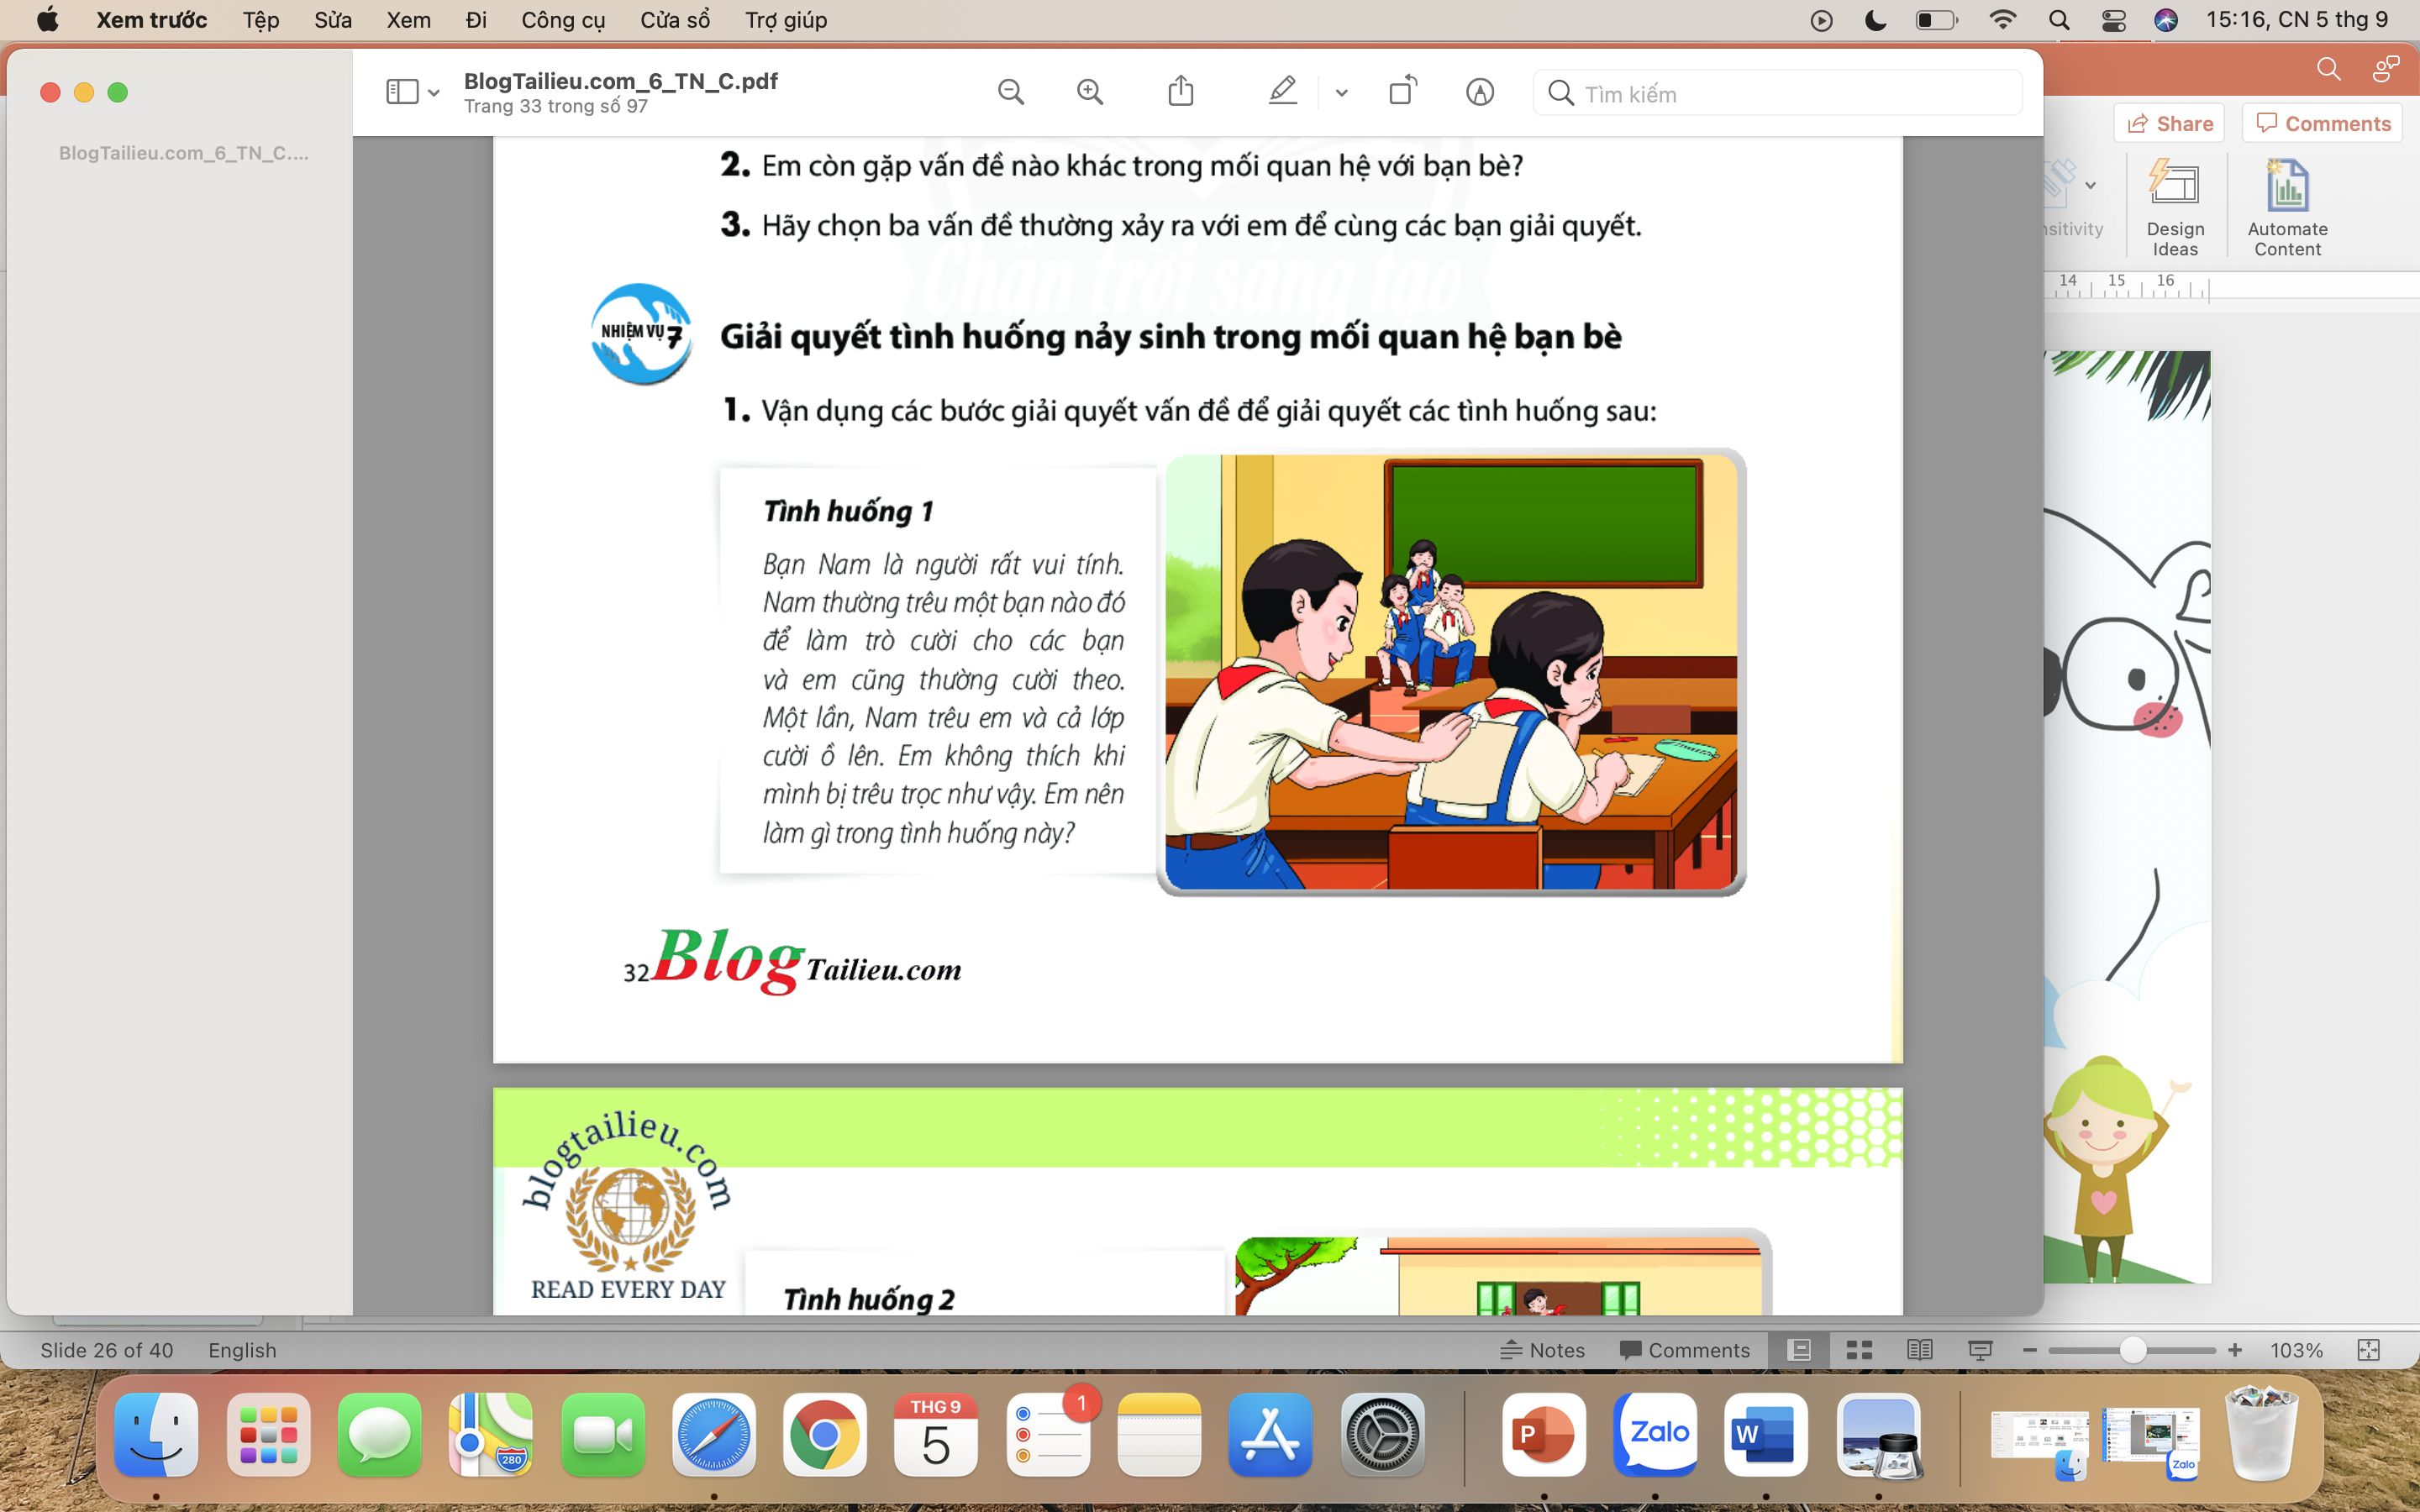 Xem trước Tệp Sửa Xem Đi Công cụ Cửa sổ Trợ giúp
15:16, CN 5 thg 9
BlogTailieu.com_6_TN_C.pdf
Trang 33 trong số 97
Tìm kiếm
BlogTailieu.com_6_TN_C....
Share Comments
Design
Ideas
Automate
Content
14 15 16
2. Em còn gặp vấn đề nào khác trong mối quan hệ với bạn bè?
3. Hãy chọn ba vấn đề thường xảy ra với em để cùng các bạn giải quyết.
Chân trời sáng tạo
NHIỆM VỤ 7
Giải quyết tình huống nảy sinh trong mối quan hệ bạn bè
1. Vận dụng các bước giải quyết vấn đề để giải quyết các tình huống sau:
Tình huống 1
Bạn Nam là người rất vui tính.
Nam thường trêu một bạn nào đó
để làm trò cười cho các bạn
và em cũng thường cười theo.
Một lần, Nam trêu em và cả lớp
cười ồ lên. Em không thích khi
mình bị trêu trọc như vậy. Em nên
làm gì trong tình huống này?
32 Blog Tailieu.com
blogtailieu.com
READ EVERY DAY
Tình huống 2
Slide 26 of 40 English
Notes Comments 103%
280
THG 9
5
1
P
Zalo
W
Zalo